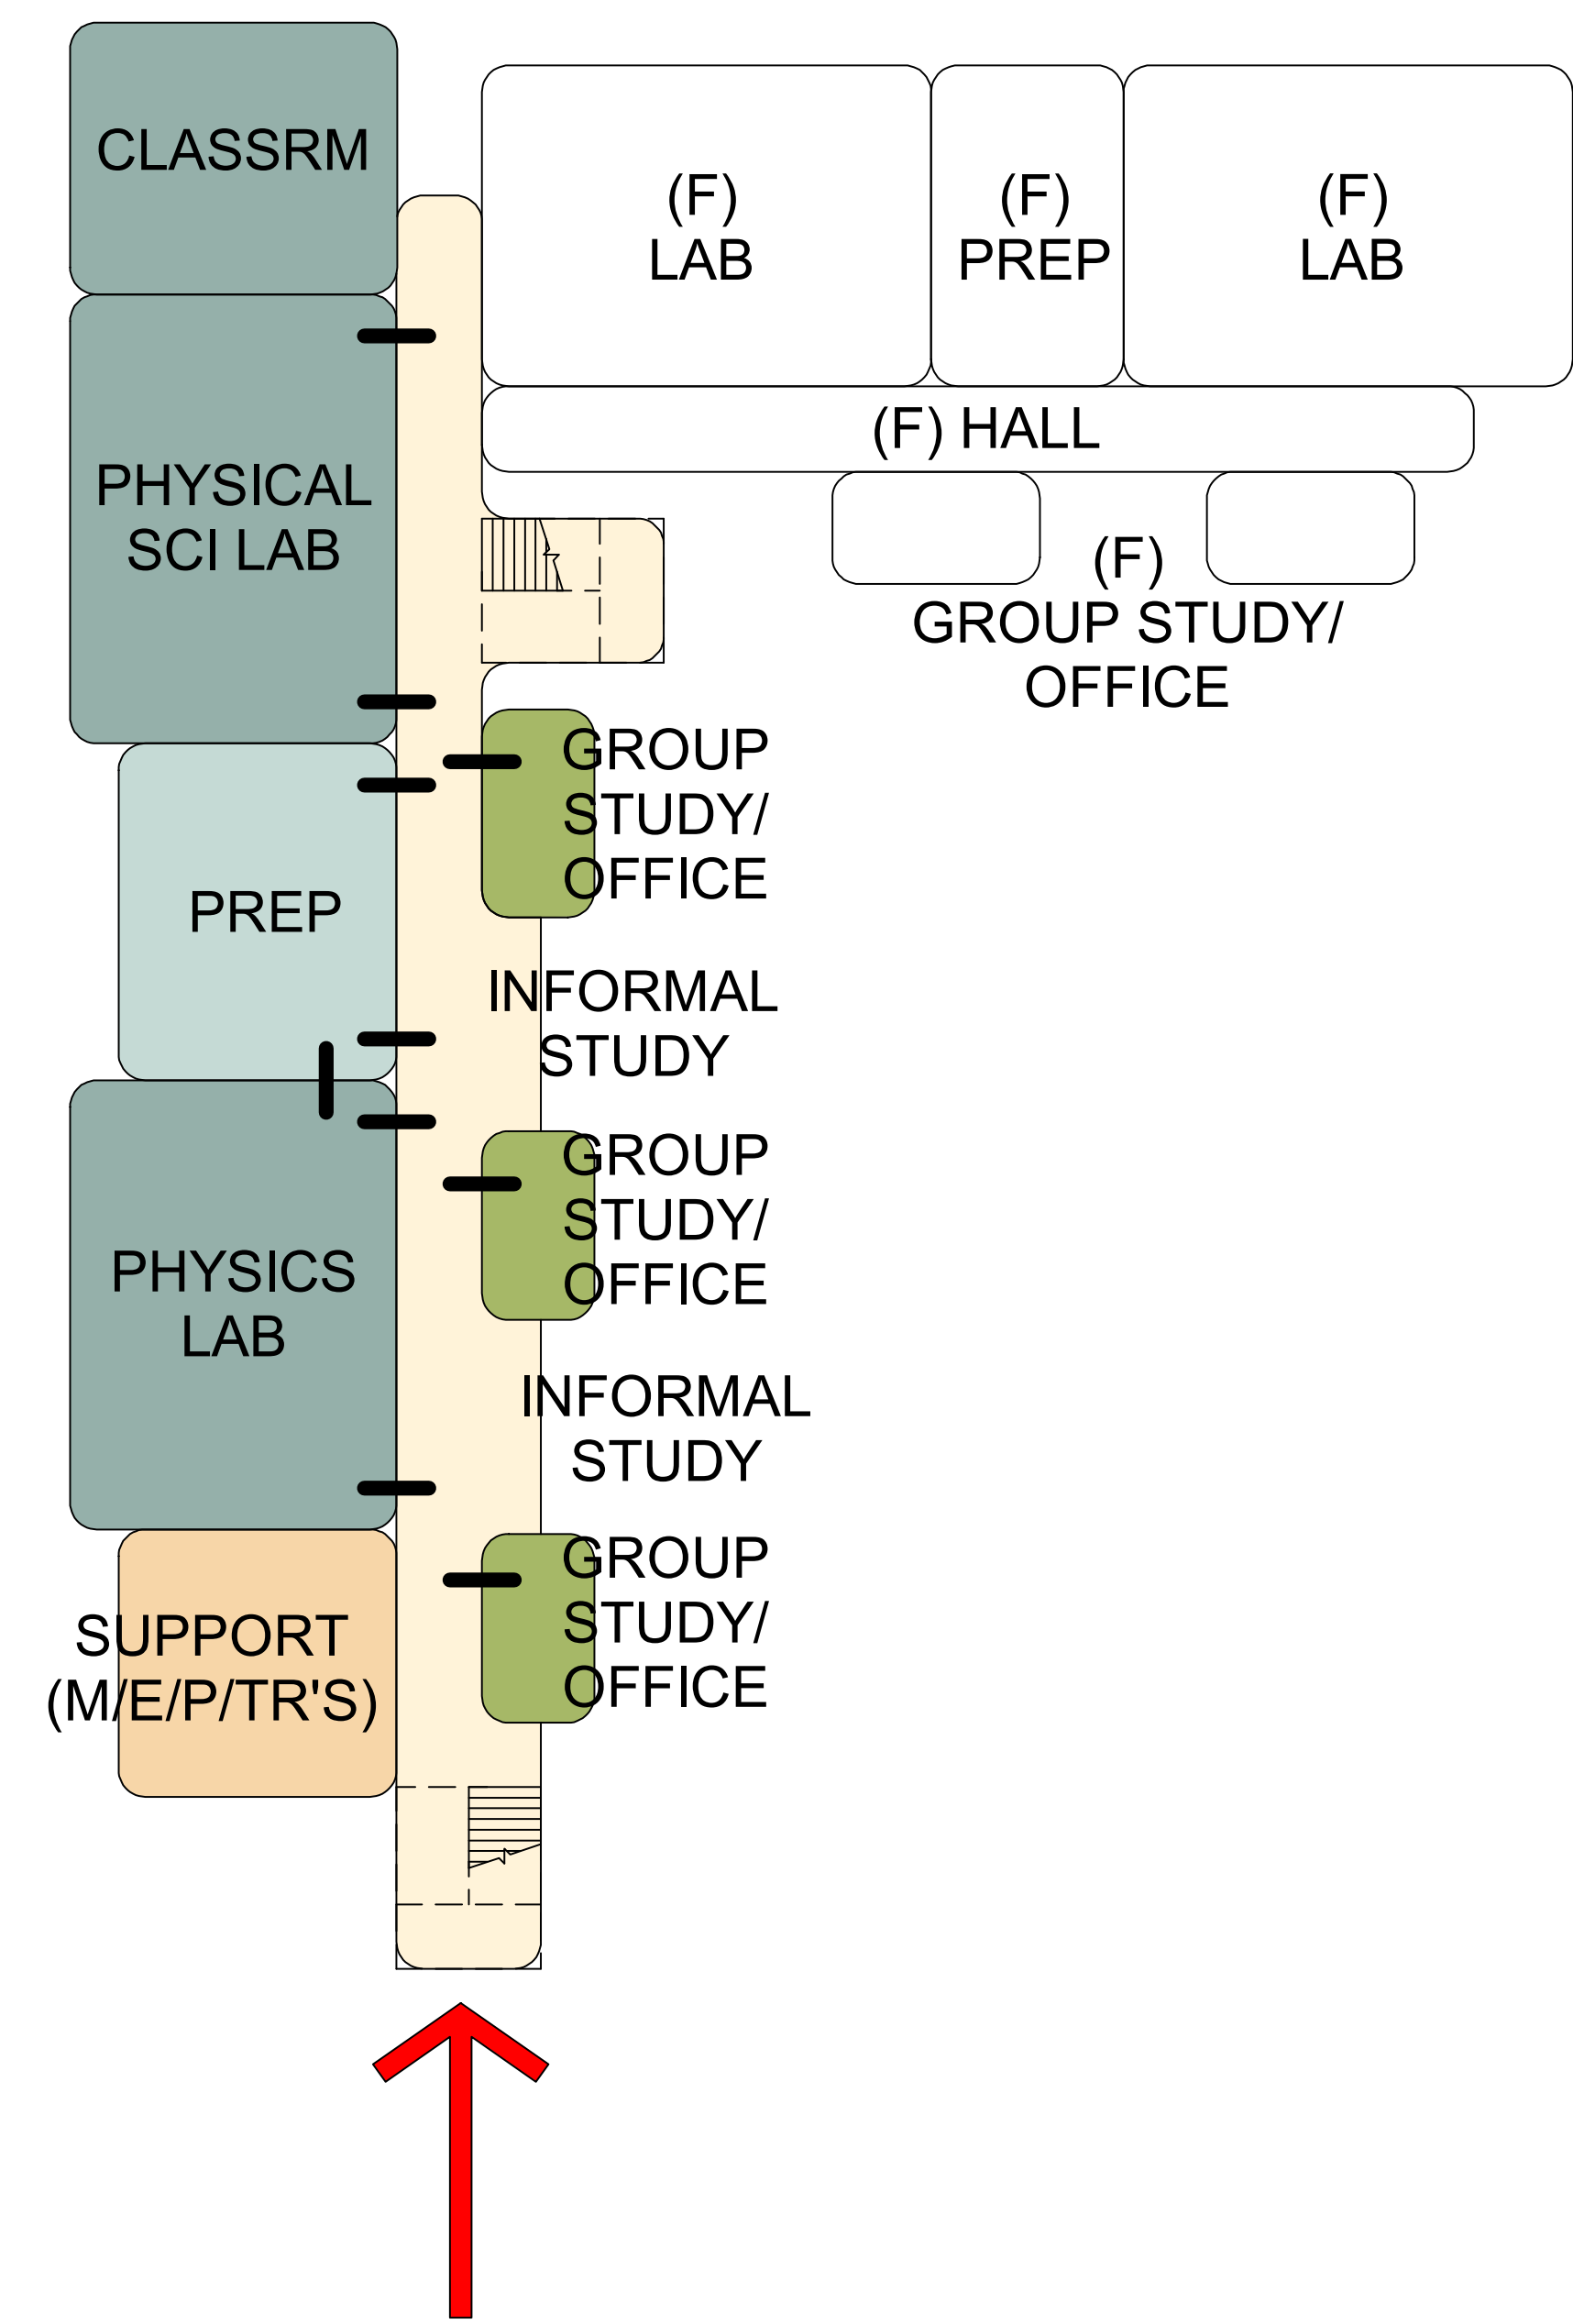 CLASSRM
(F)
LAB
(F)
PREP
(F)
LAB
(F) HALL
PHYSICAL
SCI LAB
(F)
GROUP STUDY/
OFFICE
GROUP
STUDY/
OFFICE
PREP
INFORMAL
STUDY
GROUP
STUDY/
OFFICE
PHYSICS
LAB
INFORMAL
STUDY
GROUP
STUDY/
OFFICE
SUPPORT
(M/E/P/TR'S)